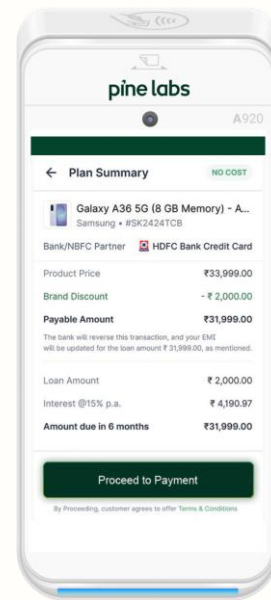 pine labs
A920
← Plan Summary NO COST
Galaxy A36 5G (8 GB Memory) - A...
Samsung • #SK2424TCB
Bank/NBFC Partner HDFC Bank Credit Card
Product Price ₹33,999.00
Brand Discount - ₹ 2,000.00
Payable Amount ₹31,999.00
The bank will reverse this transaction, and your EMI
will be updated for the loan amount ₹ 31,999.00, as mentioned.
Loan Amount ₹ 2,000.00
Interest @15% p.a. ₹ 4,190.97
Amount due in 6 months ₹31,999.00
Proceed to Payment
By Proceeding, customer agrees to offer Terms & Conditions